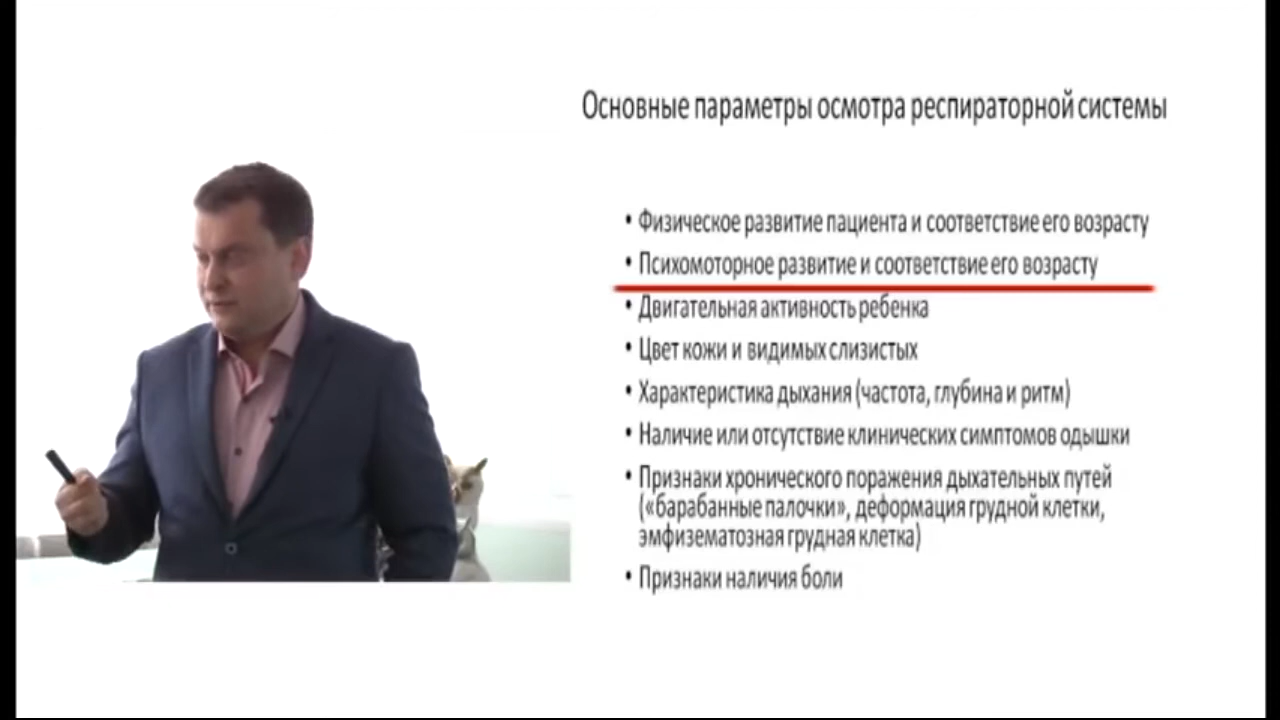 Основные параметры осмотра респираторной системы
• Физическое развитие пациента и соответствие его возрасту
• Психомоторное развитие и соответствие его возрасту
• Двигательная активность ребенка
• Цвет кожи и видимых слизистых
• Характеристика дыхания (частота, глубина и ритм)
• Наличие или отсутствие клинических симптомов одышки
• Признаки хронического поражения дыхательных путей
(«барабанные палочки», деформация грудной клетки,
эмфизематозная грудная клетка)
• Признаки наличия боли